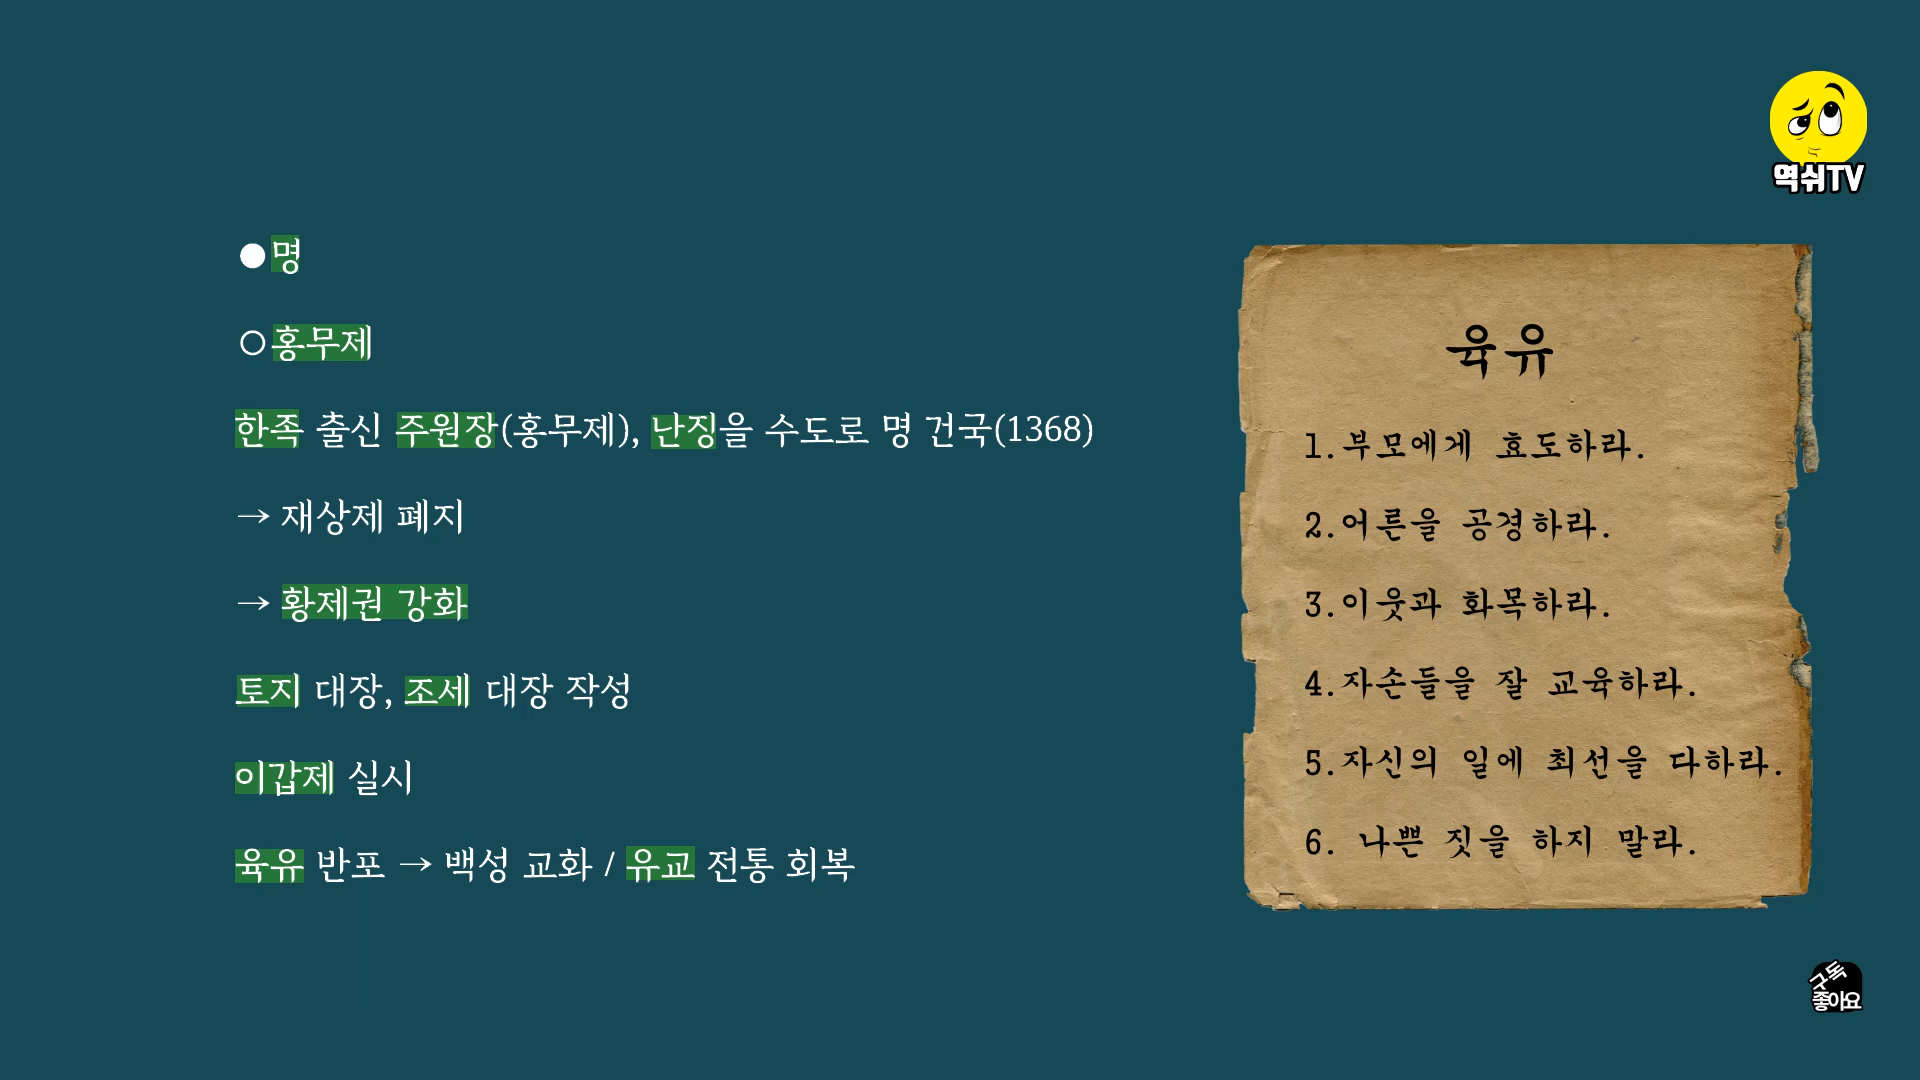 역쉬TV
●명
○홍무제
한족 출신 주원장(홍무제), 난징을 수도로 명 건국(1368)
→ 재상제 폐지
→ 황제권 강화
토지 대장, 조세 대장 작성
이갑제 실시
육유 반포 → 백성 교화 / 유교 전통 회복
육유
1.부모에게 효도하라.
2.어른을 공경하라.
3.이웃과 화목하라.
4.자손들을 잘 교육하라.
5.자신의 일에 최선을 다하라.
6. 나쁜 짓을 하지 말라.
구독
좋아요